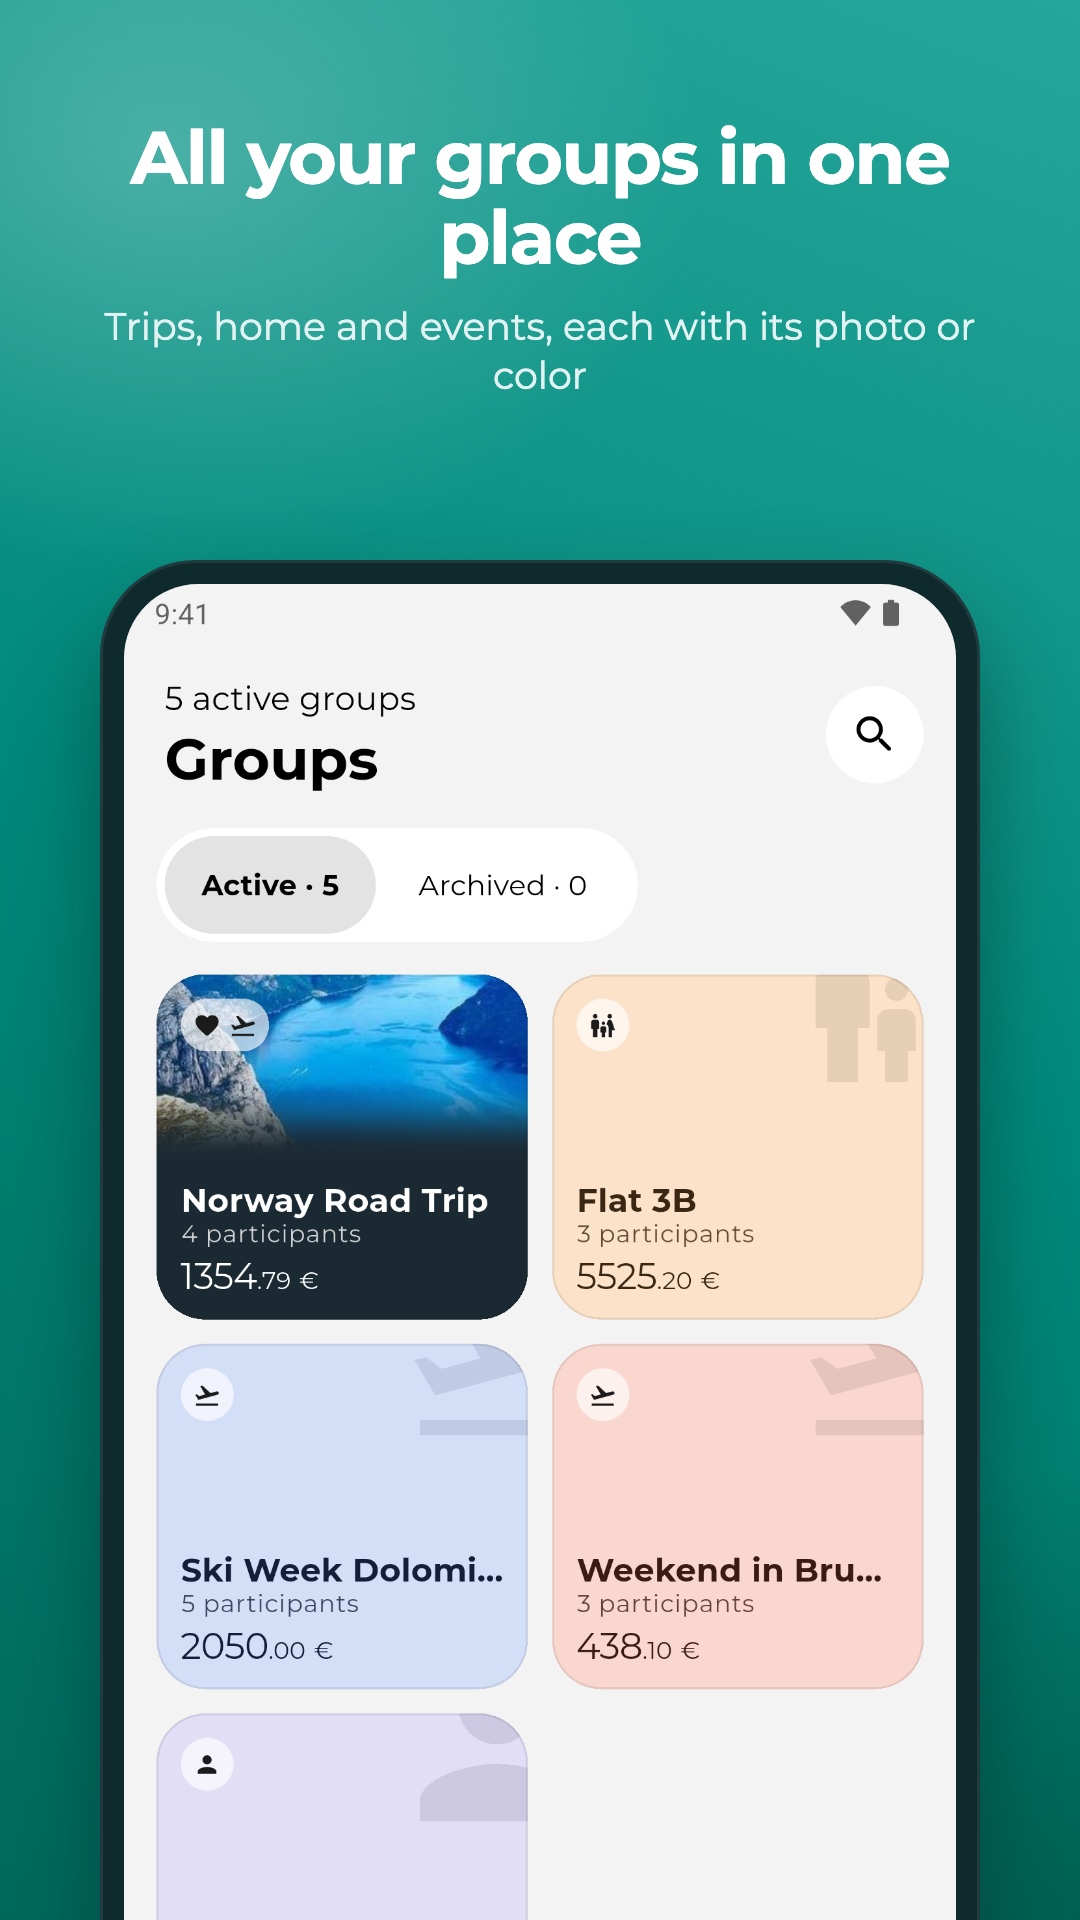 All your groups in one
place
Trips, home and events, each with its photo or
color
9:41
5 active groups
Groups
Active · 5
Archived · 0
Norway Road Trip
4 participants
1354.79 €
Flat 3B
3 participants
5525.20 €
Ski Week Dolomi...
5 participants
2050.00 €
Weekend in Bru...
3 participants
438.10 €